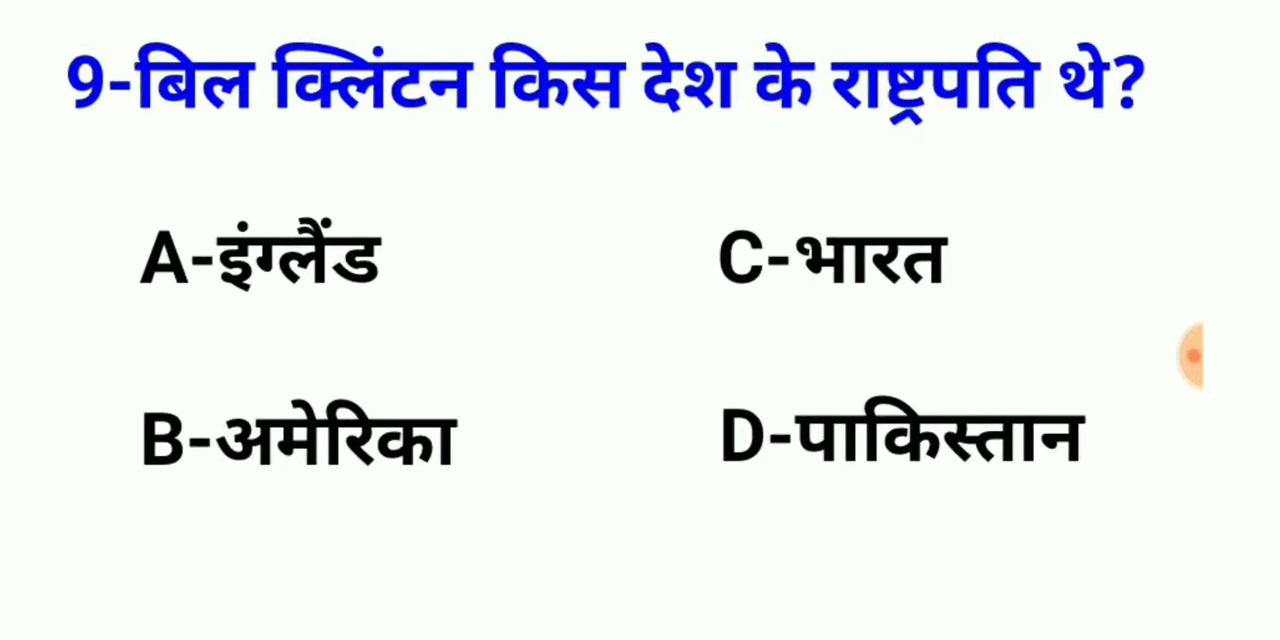 9-बिल क्लिंटन किस देश के राष्ट्रपति थे?
A-इंग्लैंड C-भारत
B-अमेरिका D-पाकिस्तान